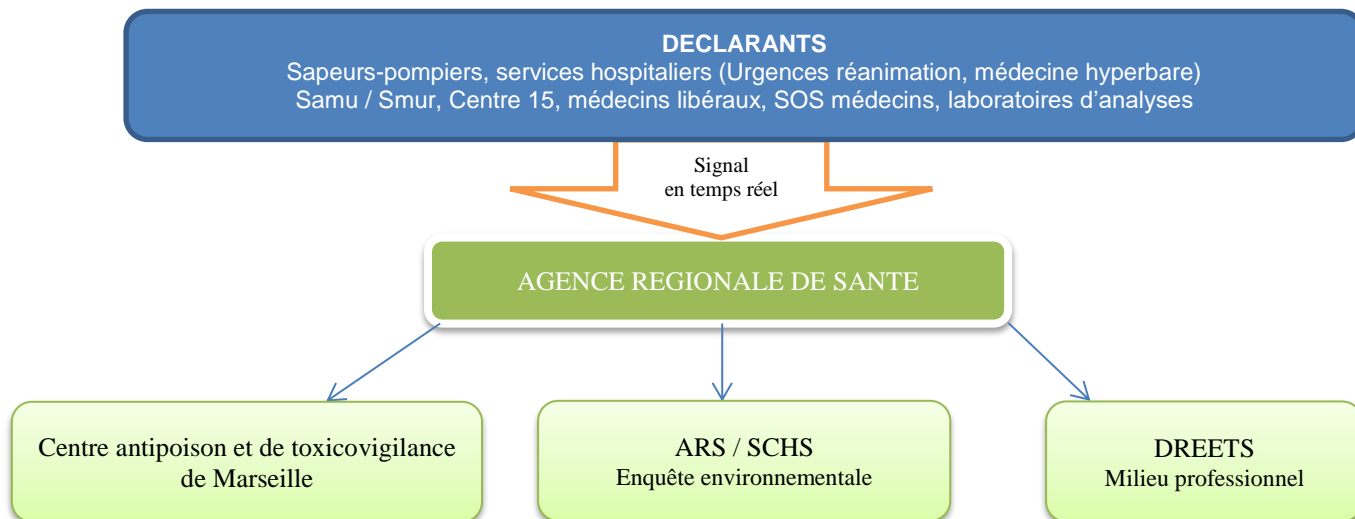 DECLARANTS
Sapeurs-pompiers, services hospitaliers (Urgences réanimation, médecine hyperbare)
Samu / Smur, Centre 15, médecins libéraux, SOS médecins, laboratoires d'analyses
Signal
en temps réel
AGENCE REGIONALE DE SANTE
Centre antipoison et de toxicovigilance
de Marseille
ARS / SCHS
Enquête environnementale
DREETS
Milieu professionnel